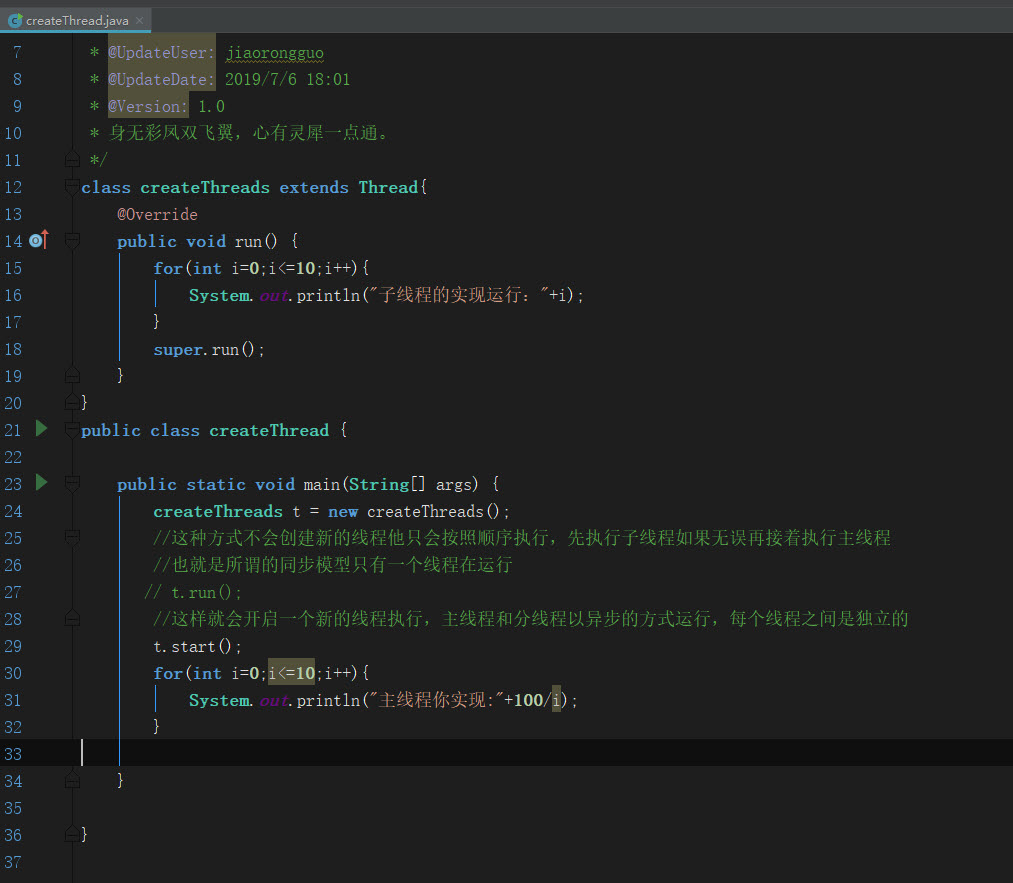 createThread.java
7 * @UpdateUser: jiaorongguo
8 * @UpdateDate: 2019/7/6 18:01
9 * @Version: 1.0
10 * 身无彩凤双飞翼，心有灵犀一点通。
11 */
12 class createThreads extends Thread{
13 @Override
14 public void run() {
15 for(int i=0;i<=10;i++){
16 System.out.println("子线程的实现运行："+i);
17 }
18 super.run();
19 }
20 }
21 public class createThread {
22
23 public static void main(String[] args) {
24 createThreads t = new createThreads();
25 //这种方式不会创建新的线程他只会按照顺序执行，先执行子线程如果无误再接着执行主线程
26 //也就是所谓的同步模型只有一个线程在运行
27 // t.run();
28 //这样就会开启一个新的线程执行，主线程和分线程以异步的方式运行，每个线程之间是独立的
29 t.start();
30 for(int i=0;i<=10;i++){
31 System.out.println("主线程你实现:"+100/i);
32 }
33
34 }
35
36 }
37